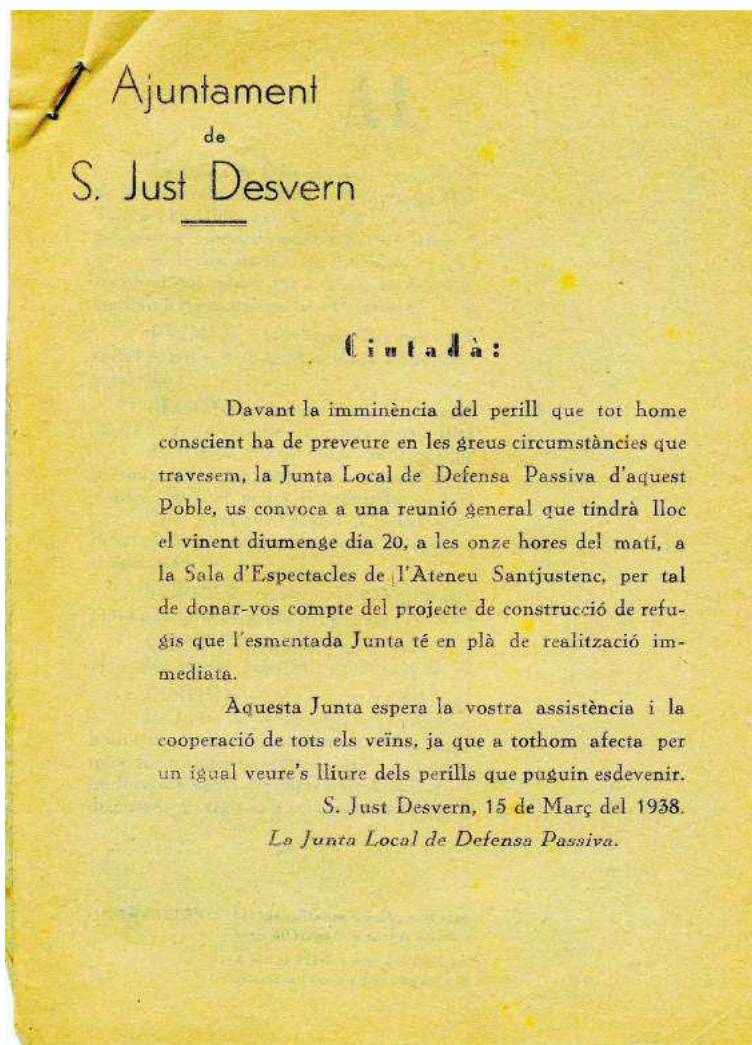 Ajuntament
de
S. Just Desvern
Ciutadà:
Davant la imminència del perill que tot home
conscient ha de preveure en les greus circumstàncies que
travesem, la Junta Local de Defensa Passiva d'aquest
Poble, us convoca a una reunió general que tindrà lloc
el vinent diumenge dia 20, a les onze hores del matí, a
la Sala d'Espectacles de l'Ateneu Santjustenc, per tal
de donar-vos compte del projecte de construcció de refu-
gis que l'esmentada Junta té en plà de realització im-
mediata.
Aquesta Junta espera la vostra assistència i la
cooperació de tots els veïns, ja que a tothom afecta per
un igual veure's lliure dels perills que puguin esdevenir.
S. Just Desvern, 15 de Març del 1938.
La Junta Local de Defensa Passiva.